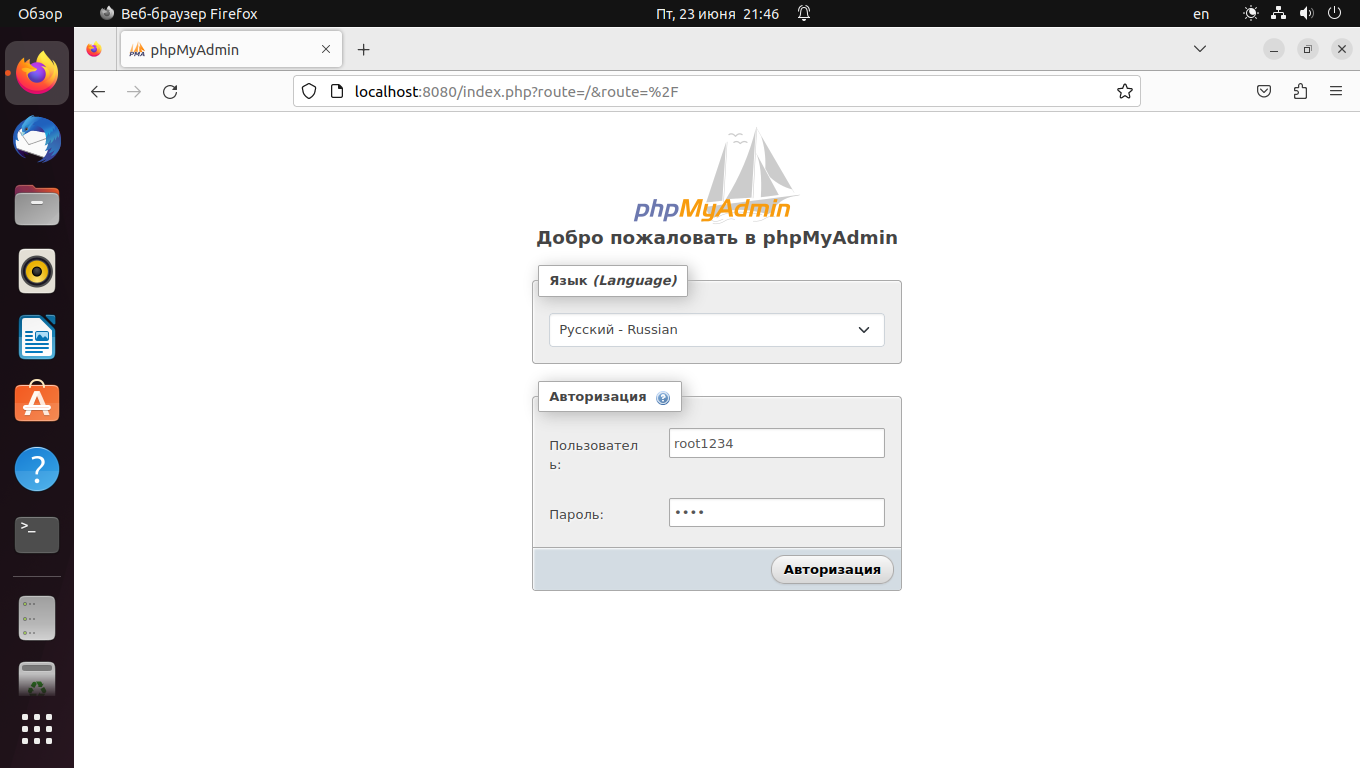 Обзор
Веб-браузер Firefox
Пт, 23 июня 21:46
en
phpMyAdmin
localhost:8080/index.php?route=/&route=%2F
phpMyAdmin
Добро пожаловать в phpMyAdmin
Язык (Language)
Русский - Russian
Авторизация
Пользовател
ь:
root1234
Пароль:
••••
Авторизация